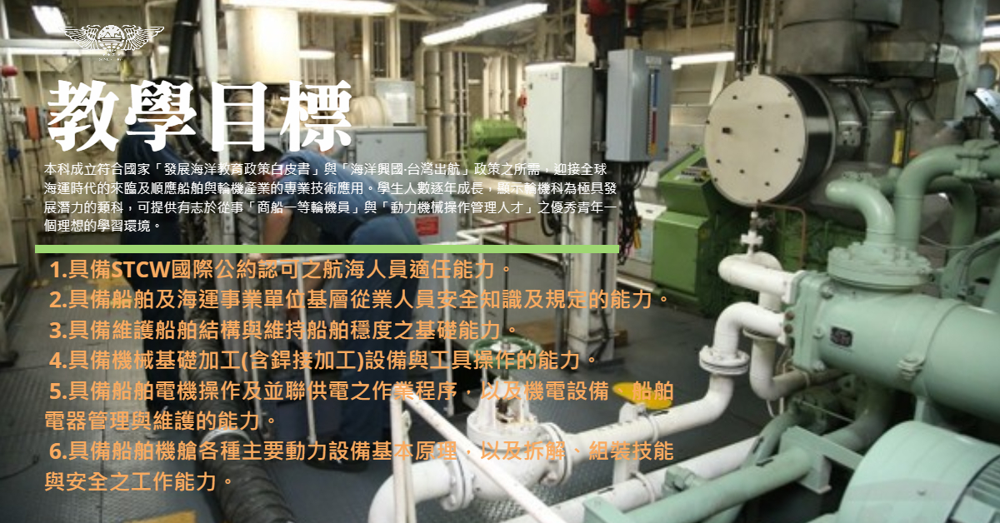 教學目標
本科成立符合國家「發展海洋教育政策白皮書」與「海洋興國·台灣出航」政策之所需，迎接全球
海運時代的來臨及順應船舶與輪機產業的專業技術應用。學生人數逐年成長，顯示輪機科為極具發
展潛力的類科，可提供有志於從事「商船一等輪機員」與「動力機械操作管理人才」之優秀青年一
個理想的學習環境。
1.具備STCW國際公約認可之航海人員適任能力。
2.具備船舶及海運事業單位基層從業人員安全知識及規定的能力。
3.具備維護船舶結構與維持船舶穩度之基礎能力。
4.具備機械基礎加工(含銲接加工)設備與工具操作的能力。
5.具備船舶電機操作及並聯供電之作業程序，以及機電設備、船舶
電器管理與維護的能力。
6.具備船舶機艙各種主要動力設備基本原理，以及拆解、組裝技能
與安全之工作能力。